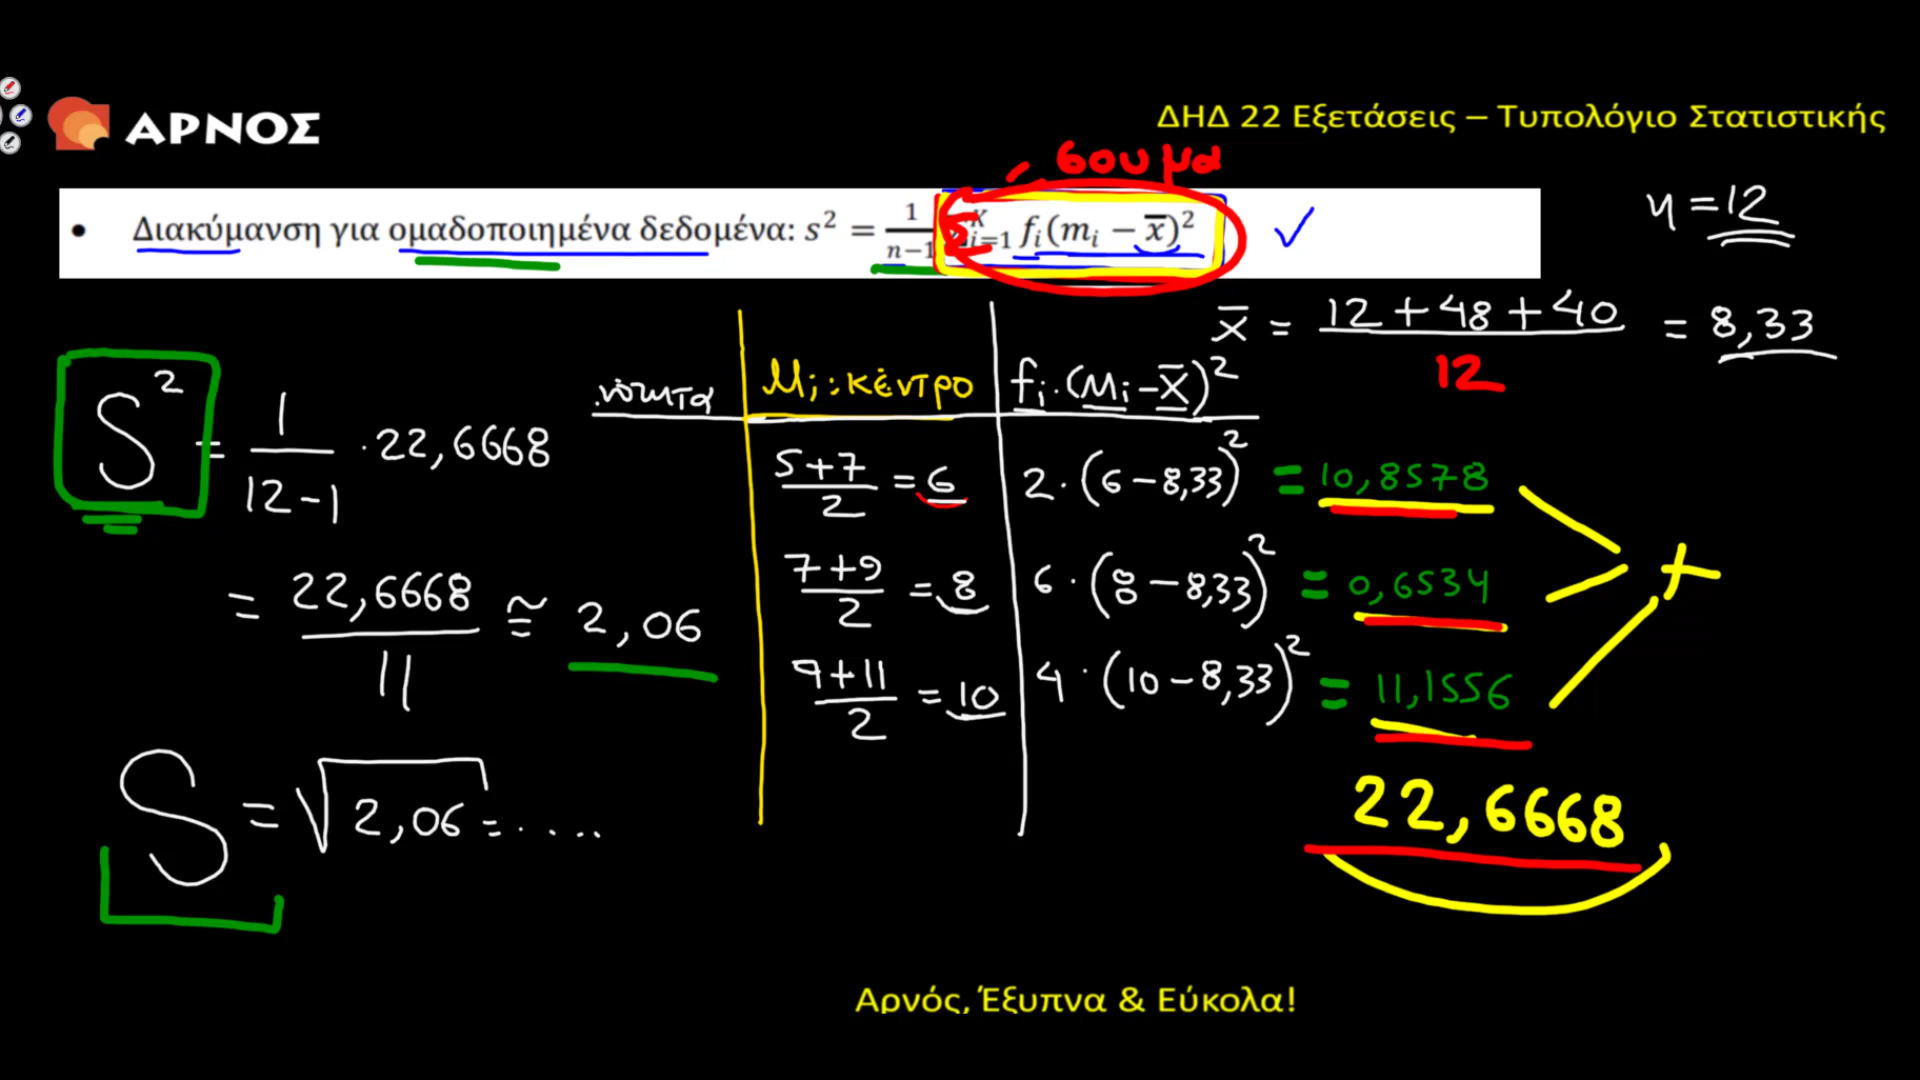 ΑΡΝΟΣ
ΔΗΔ 22 Εξετάσεις – Τυπολόγιο Στατιστικής
σουμα
• Διακύμανση για ομαδοποιημένα δεδομένα: s² = 1/(n−1) K i=1 fᵢ(mᵢ − x̅)² ✓
η = 12
x̅ = (12 + 48 + 40)/12 = 8,33
Mᵢ : κέντρο
fᵢ · (Mᵢ − x̅)²
S² = 1/(12−1) · 22,6668
(5+7)/2 = 6
2 · (6 − 8,33)² = 10,8578
= 22,6668/11 ≅ 2,06
(7+9)/2 = 8
6 · (8 − 8,33)² = 0,6534
+
(9+11)/2 = 10
4 · (10 − 8,33)² = 11,1556
S = √2,06 = .....
22,6668
Αρνός, Έξυπνα & Εύκολα!